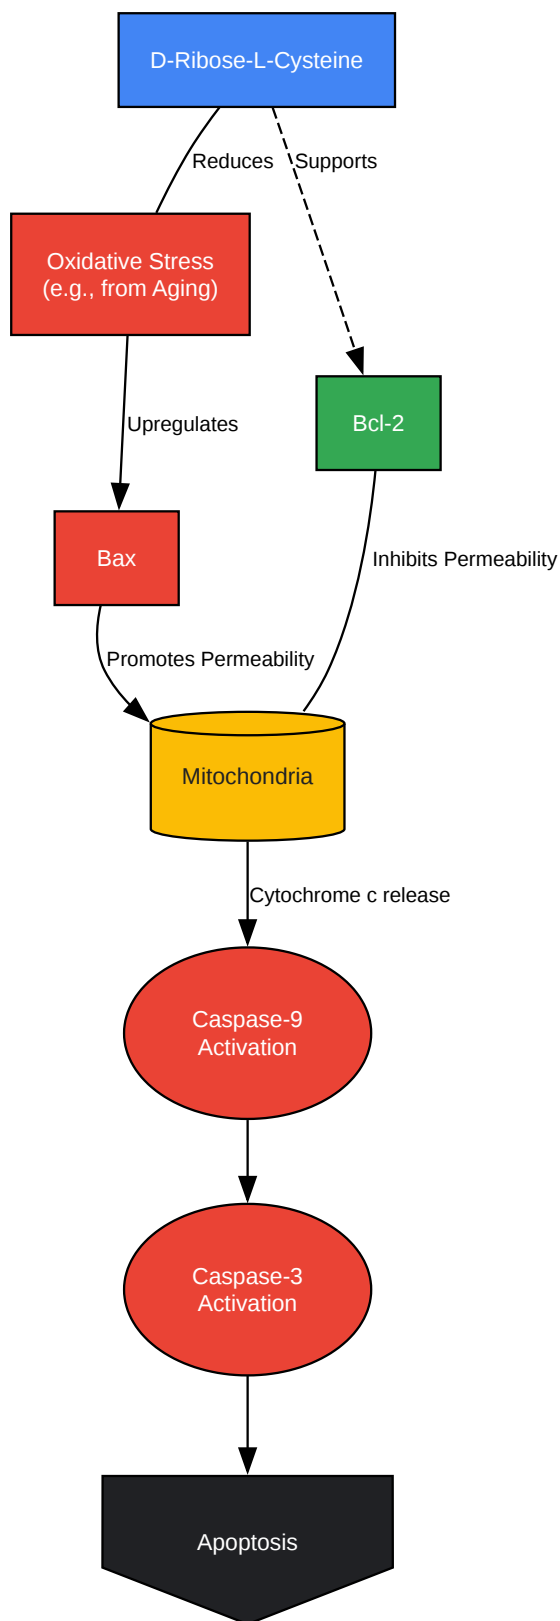 D-Ribose-L-Cysteine
Reduces
Supports
Oxidative Stress
(e.g., from Aging)
Bcl-2
Upregulates
Bax
Inhibits Permeability
Promotes Permeability
Mitochondria
Cytochrome c release
Caspase-9
Activation
Caspase-3
Activation
Apoptosis